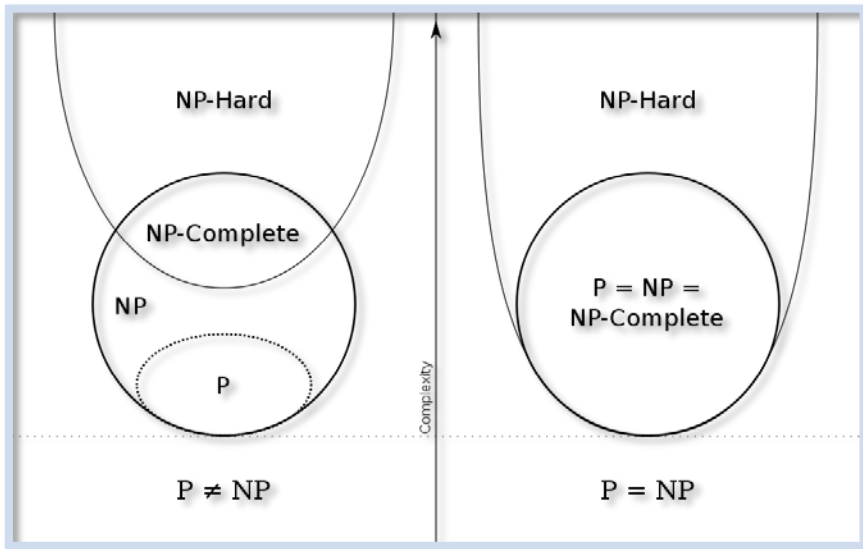 NP-Hard
NP-Complete
NP
P
P ≠ NP
Complexity
NP-Hard
P = NP =
NP-Complete
P = NP